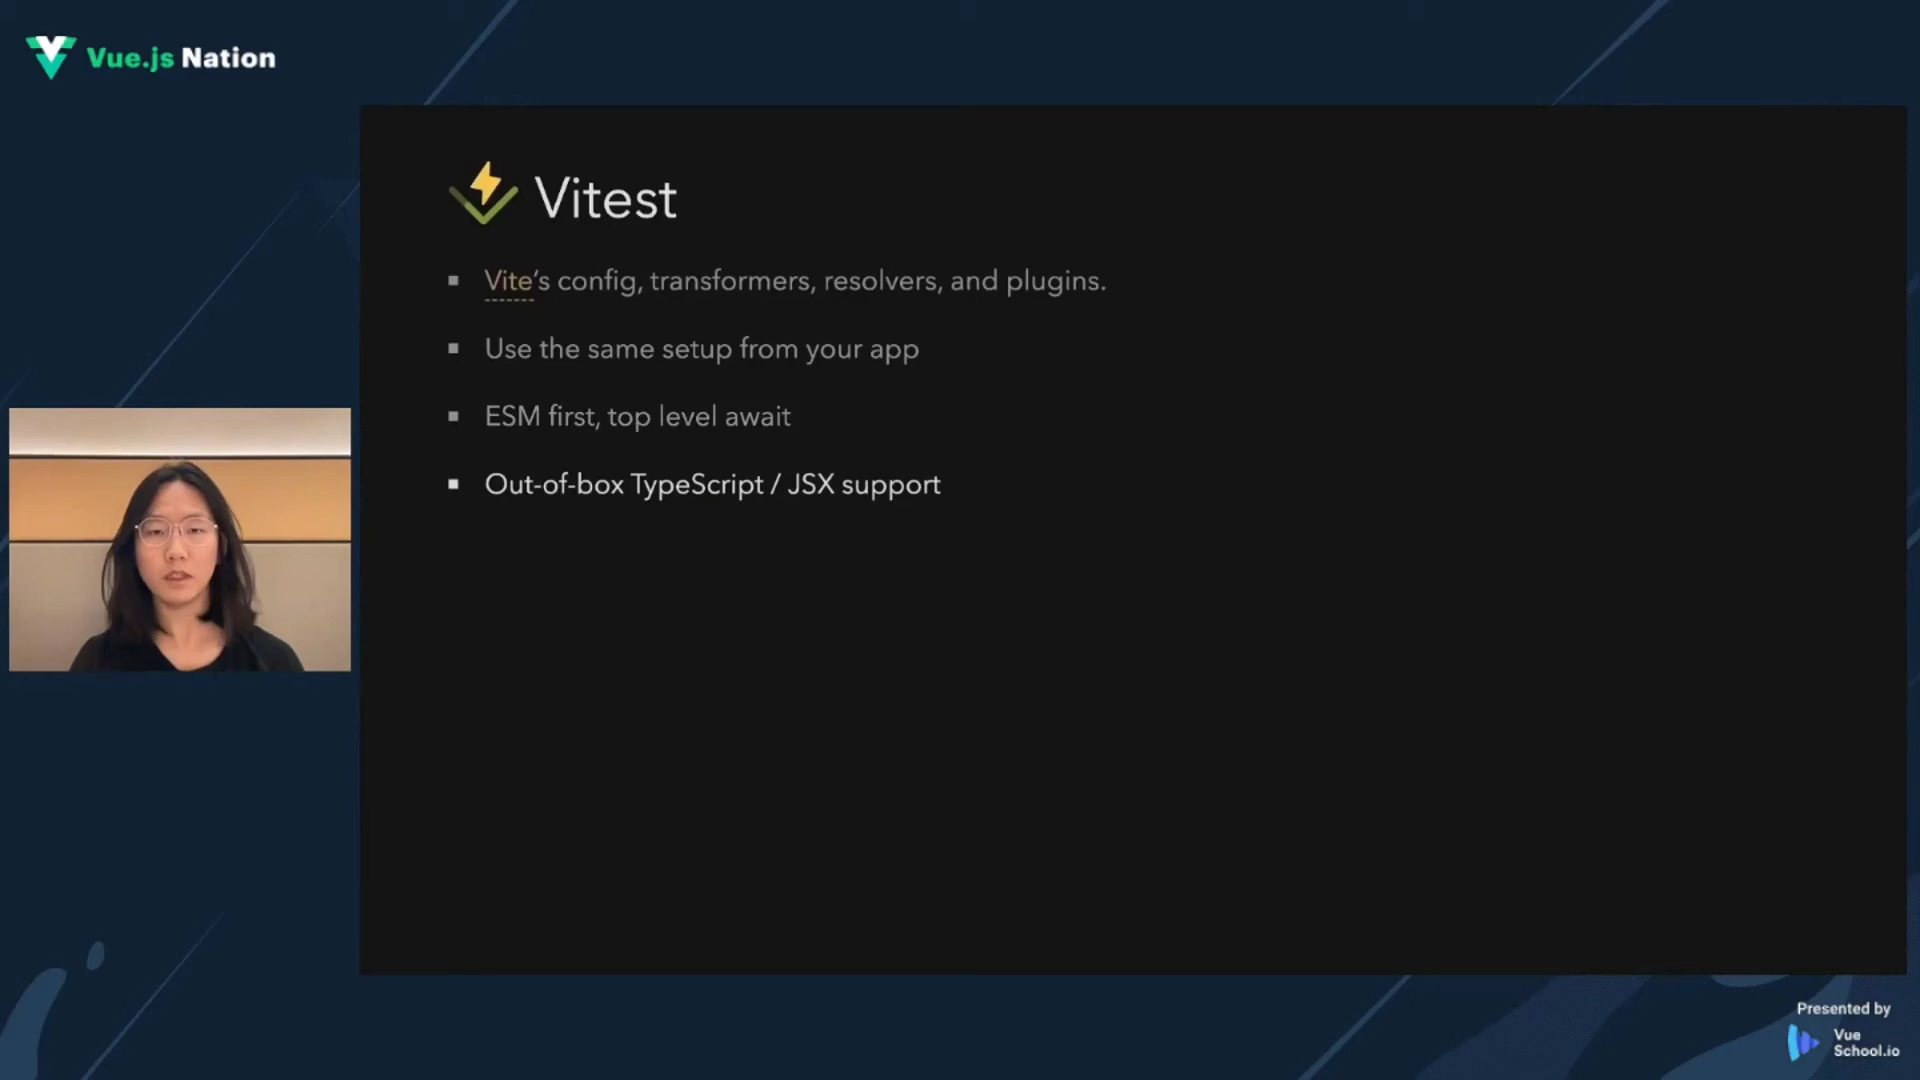 Vue.js Nation
Vitest
Vite’s config, transformers, resolvers, and plugins.
Use the same setup from your app
ESM first, top level await
Out-of-box TypeScript / JSX support
Presented by
Vue
School.io